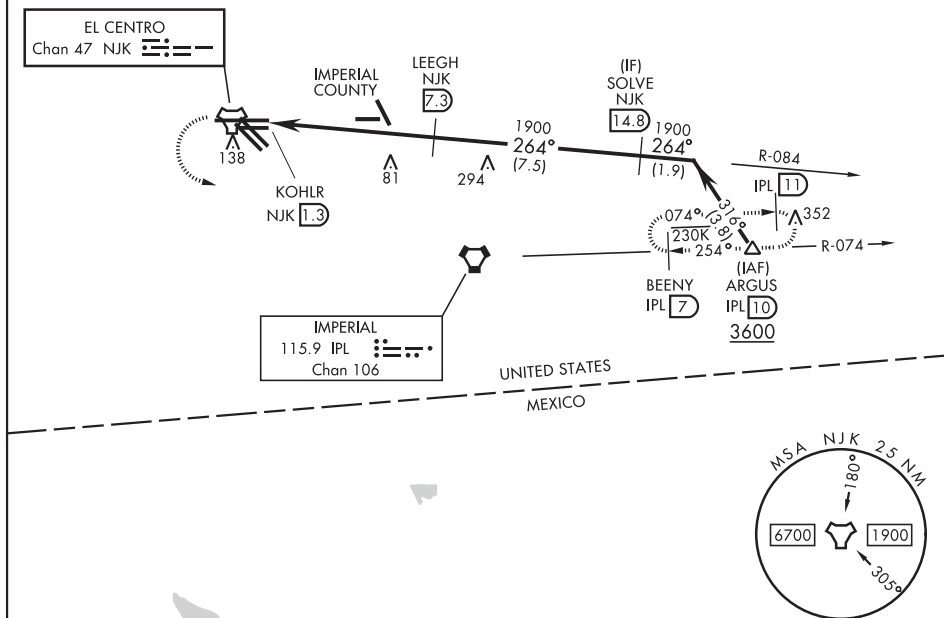 EL CENTRO
Chan 47 NJK
IMPERIAL
COUNTY
LEEGH
NJK
7.3
(IF)
SOLVE
NJK
14.8
1900
264°
(7.5)
1900
264°
(1.9)
R-084
IPL 11
138
81
294
KOHLR
NJK 1.3
316°
(3.8)
074°
230K
254°
352
R-074
BEENY
IPL 7
(IAF)
ARGUS
IPL 10
3600
IMPERIAL
115.9 IPL
Chan 106
UNITED STATES
MEXICO
MSA NJK 25 NM
180°
6700
1900
305°